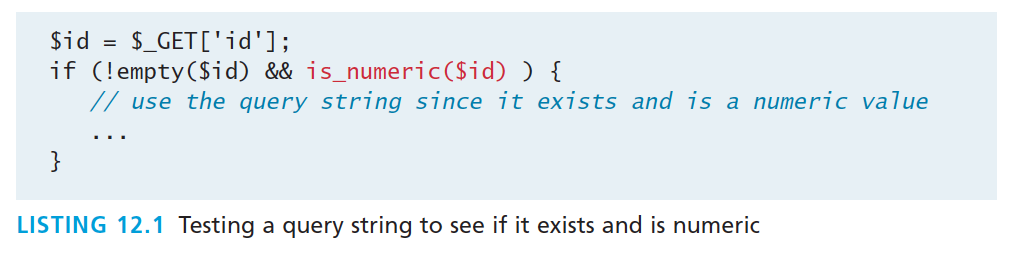 $id = $_GET['id'];
if (!empty($id) && is_numeric($id) ) {
   // use the query string since it exists and is a numeric value
   ...
}
LISTING 12.1 Testing a query string to see if it exists and is numeric